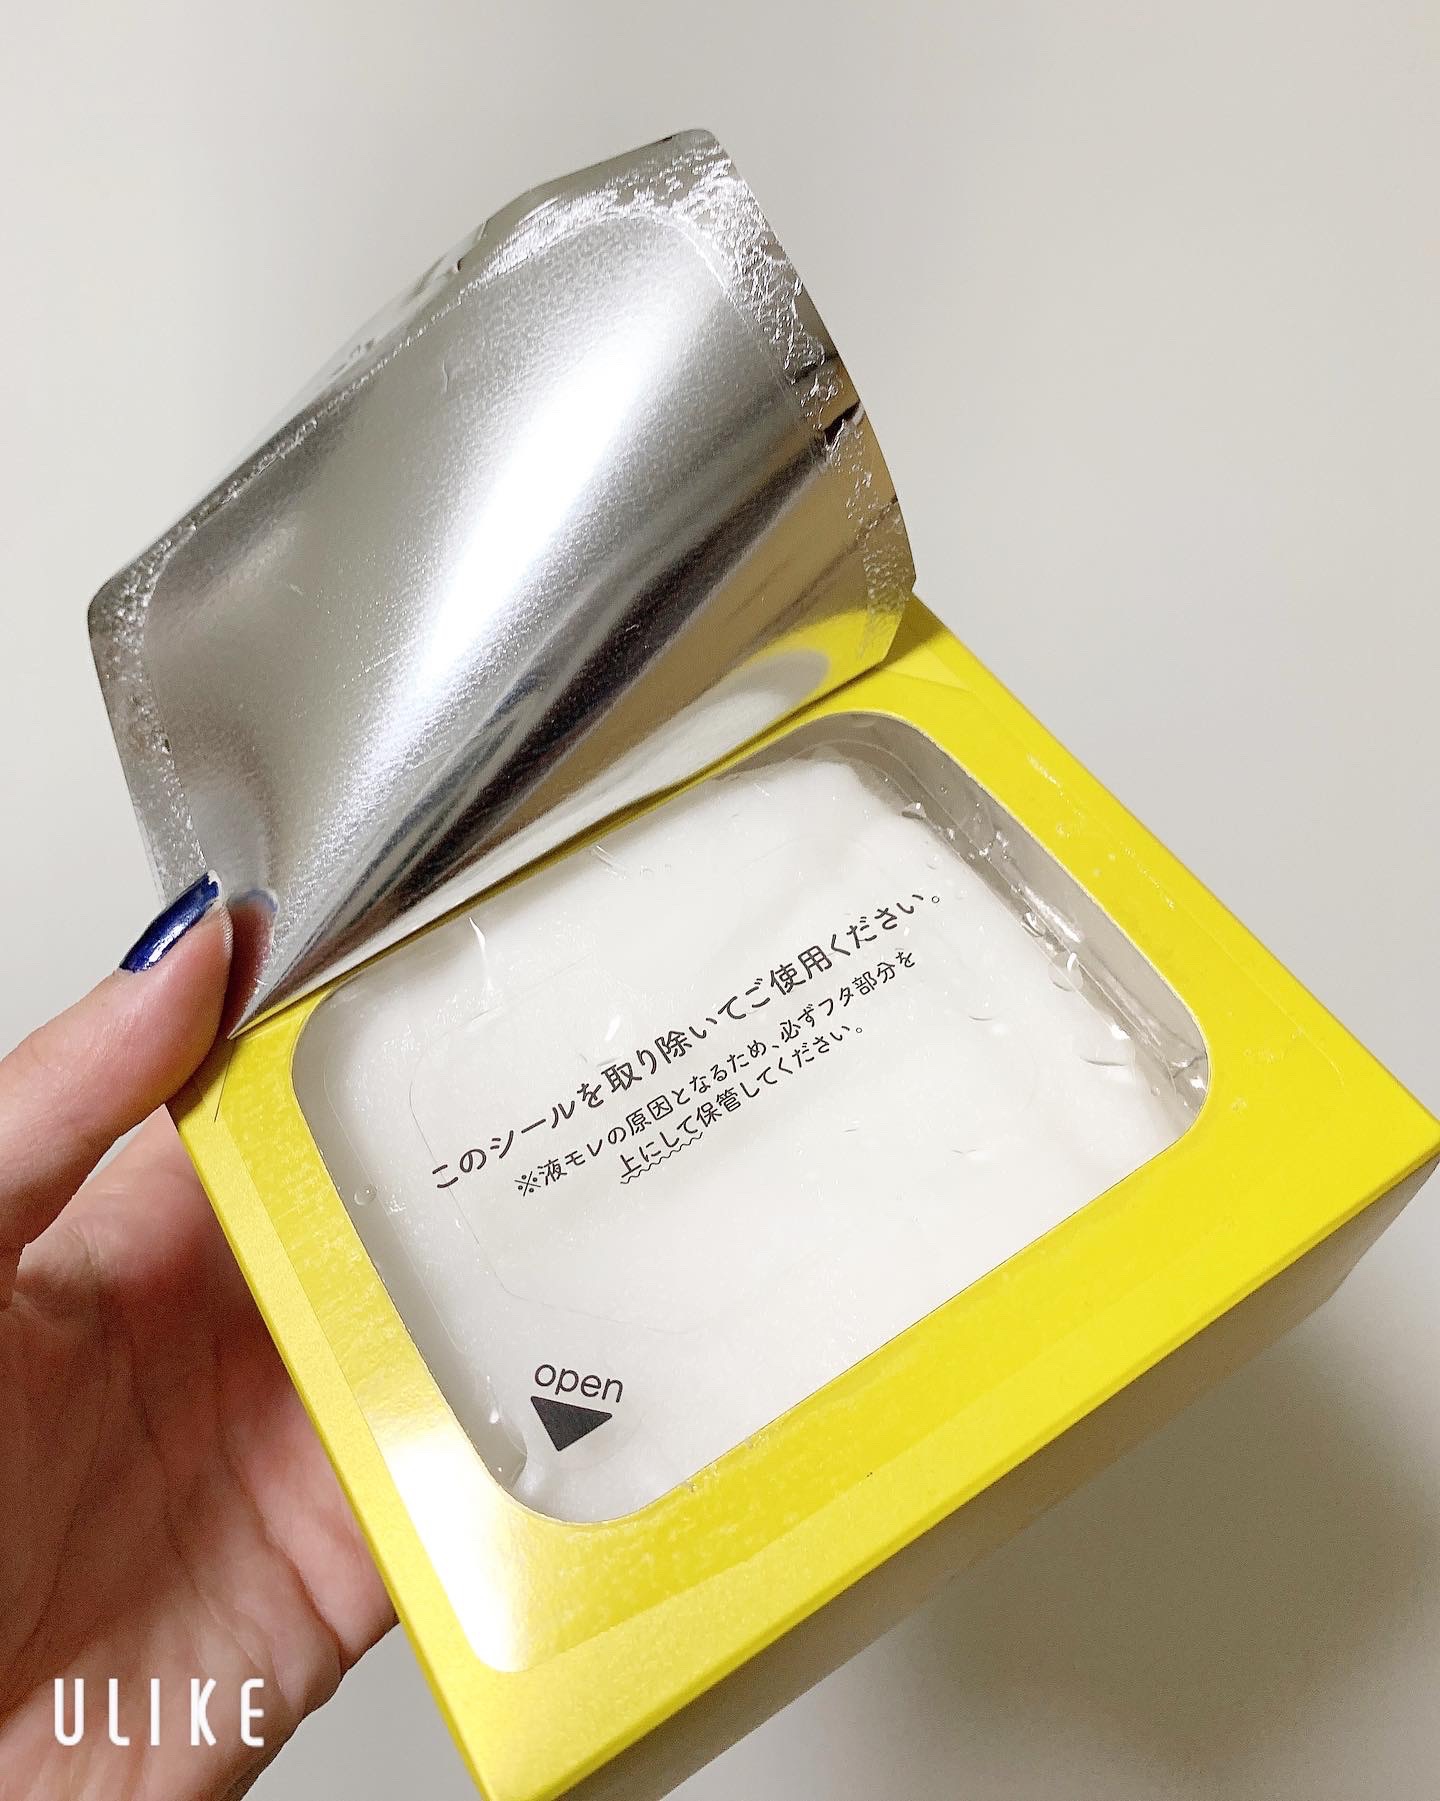 このシールを取り除いてご使用ください。
※液モレの原因となるため、必ずフタ部分を
上にして保管してください。
open
ULIKE